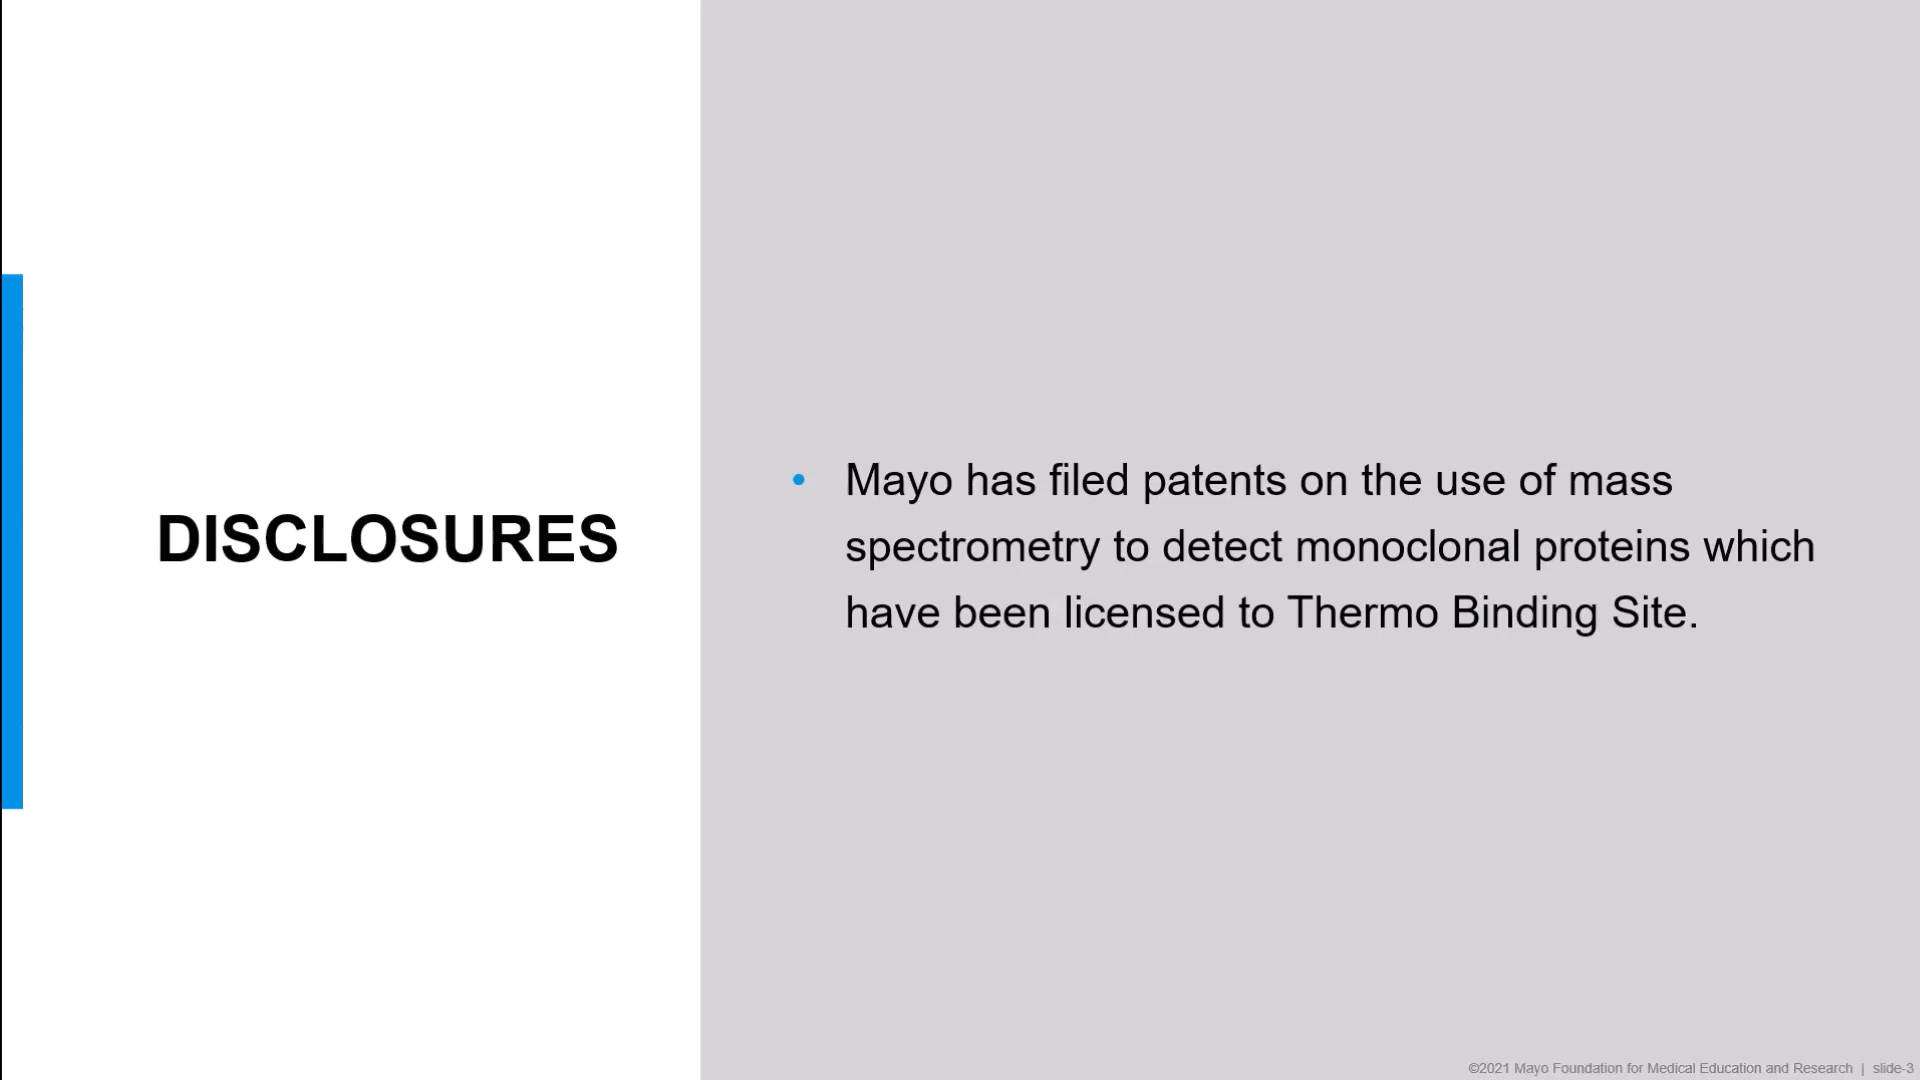 DISCLOSURES
• Mayo has filed patents on the use of mass
spectrometry to detect monoclonal proteins which
have been licensed to Thermo Binding Site.
©2021 Mayo Foundation for Medical Education and Research | slide-3